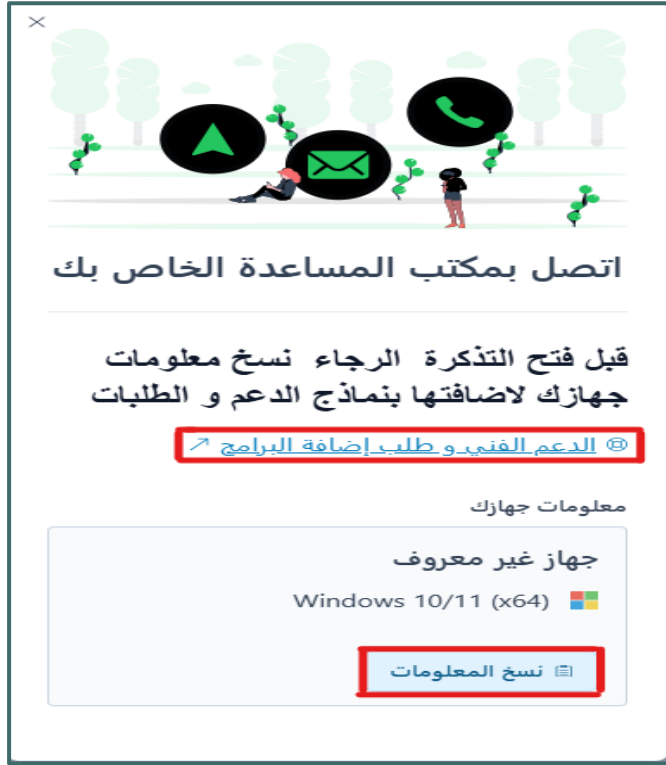 اتصل بمكتب المساعدة الخاص بك
قبل فتح التذكرة الرجاء نسخ معلومات
جهازك لاضافتها بنماذج الدعم و الطلبات
الدعم الفني و طلب إضافة البرامج
معلومات جهازك
جهاز غير معروف
Windows 10/11 (x64)
نسخ المعلومات